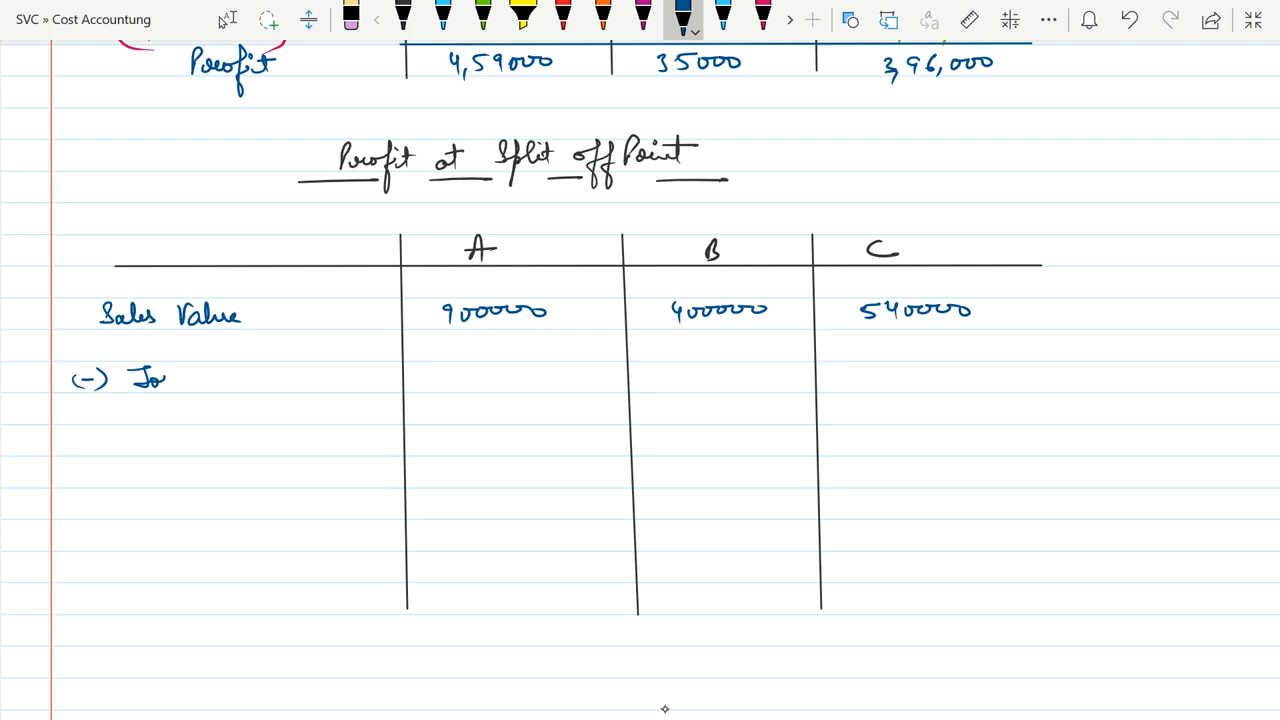 SVC » Cost Accountung
Profit 4,59000 35000 3,96,000
Profit at Split off Point
A B C
Sales Value 900000 400000 540000
(-) Jo